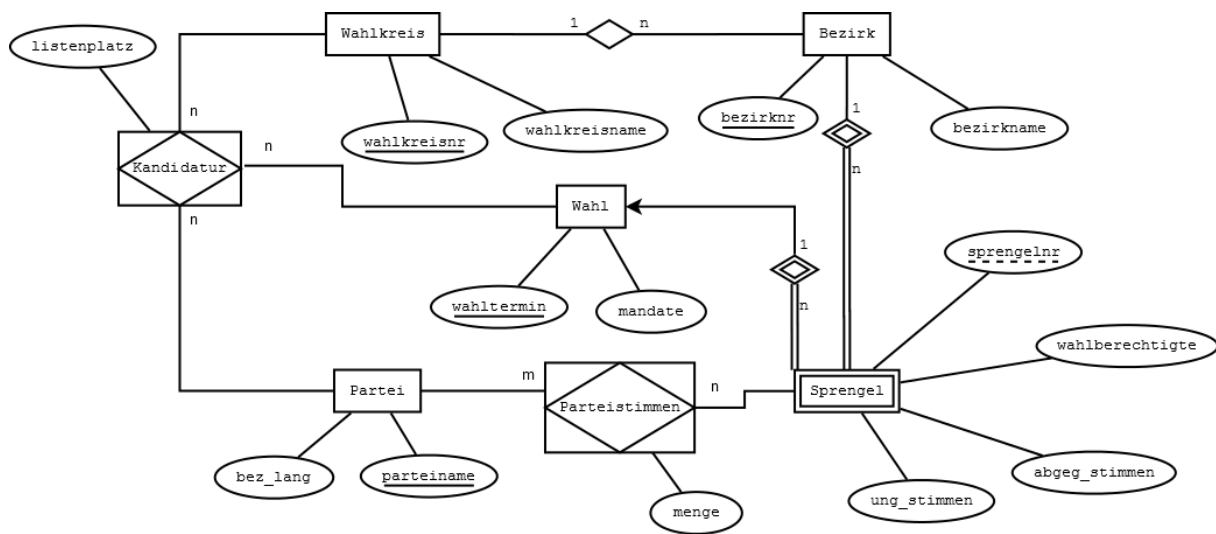 listenplatz
Wahlkreis
1
n
Bezirk
n
wahlkreisnr
wahlkreisname
bezirknr
1
bezirkname
Kandidatur
n
n
n
Wahl
1
sprengelnr
wahltermin
mandate
n
wahlberechtigte
Partei
m
Parteistimmen
n
Sprengel
bez_lang
parteiname
menge
ung_stimmen
abgeg_stimmen